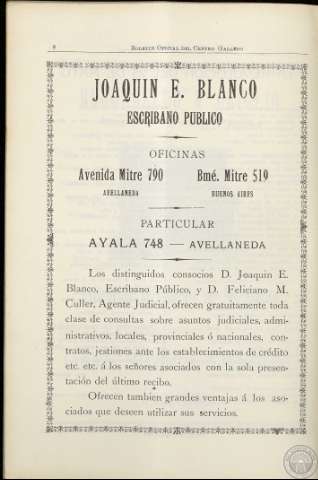 8 Boletin Oficial del Centro Gallego
JOAQUIN E. BLANCO
ESCRIBANO PUBLICO
OFICINAS
Avenida Mitre 790 Bmé. Mitre 519
AVELLANEDA BUENOS AIRES
PARTICULAR
AYALA 748 — AVELLANEDA
Los distinguidos consocios D. Joaquin E.
Blanco, Escribano Público, y D. Feliciano M.
Culler, Agente Judicial, ofrecen gratuitamente toda
clase de consultas sobre asuntos judiciales, admi-
nistrativos, locales, provinciales ó nacionales, con-
tratos, jestiones ante los establecimientos de crédito
etc. etc. á los señores asociados con la sola presen-
tación del último recibo.
Ofrecen tambien grandes ventajas á los aso-
ciados que deseen utilizar sus servicios.